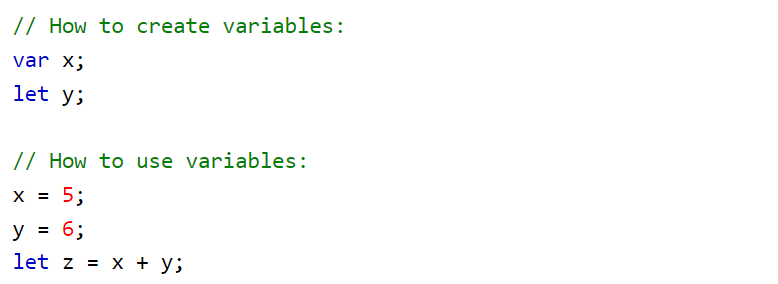 // How to create variables:
var x;
let y;

// How to use variables:
x = 5;
y = 6;
let z = x + y;